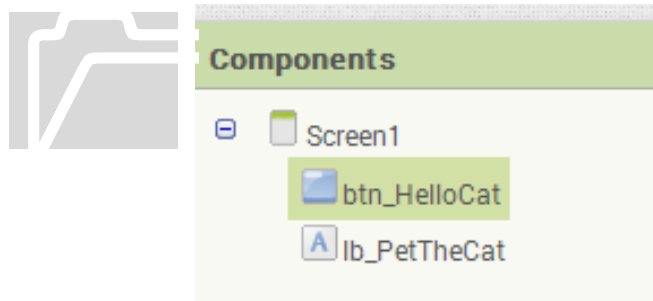 Components
Screen1
btn_HelloCat
A
lb_PetTheCat